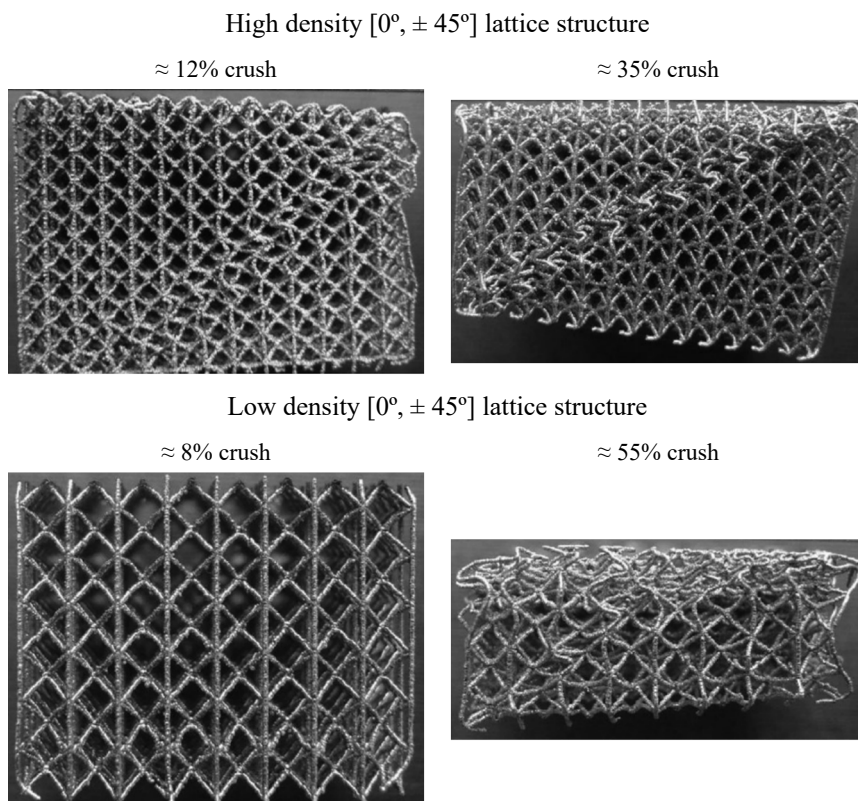 High density [0º, ± 45º] lattice structure
≈ 12% crush
≈ 35% crush
Low density [0º, ± 45º] lattice structure
≈ 8% crush
≈ 55% crush